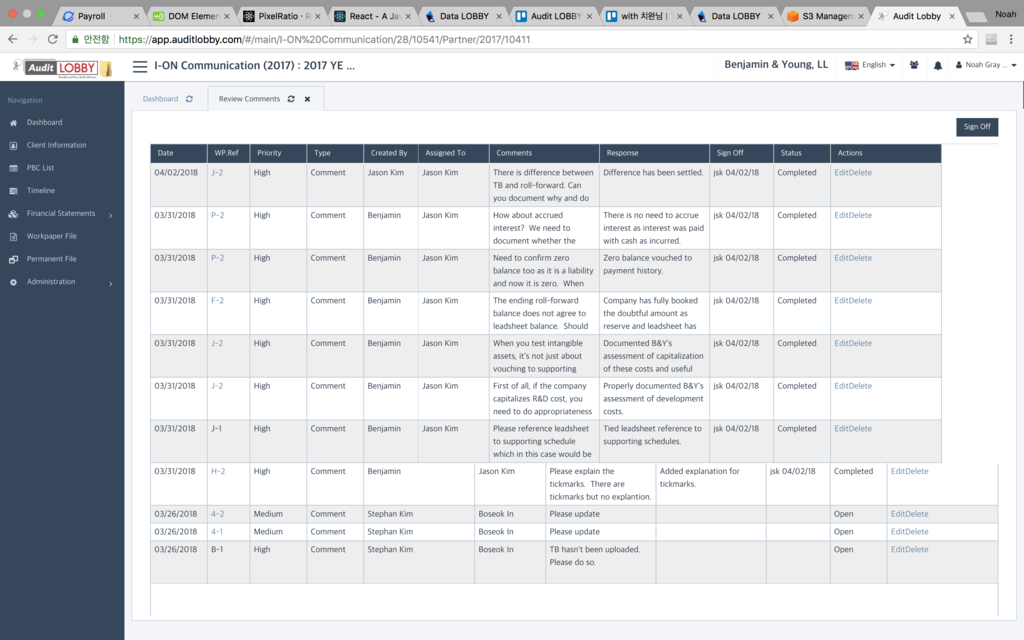 Payroll
DOM Elemen
PixelRatio · R
React - A Jav
Data LOBBY
Audit LOBBY
with 치완님 | T
Data LOBBY
S3 Managem
Audit Lobby
Noah
안전함 | https://app.auditlobby.com/#/main/I-ON%20Communication/28/10541/Partner/2017/10411
Audit LOBBY
I-ON Communication (2017) : 2017 YE ...
Benjamin & Young, LL
English
Noah Gray ...
Navigation
Dashboard
Client Information
PBC List
Timeline
Financial Statements
Workpaper File
Permanent File
Administration
Dashboard
Review Comments
Sign Off
Date WP.Ref Priority Type Created By Assigned To Comments Response Sign Off Status Actions
04/02/2018 J-2 High Comment Jason Kim Jason Kim There is difference between Difference has been settled. jsk 04/02/18 Completed EditDelete
TB and roll-forward. Can
you document why and do
03/31/2018 P-2 High Comment Benjamin Jason Kim How about accrued There is no need to accrue jsk 04/02/18 Completed EditDelete
interest? We need to interest as interest was paid
document whether the with cash as incurred.
03/31/2018 P-2 High Comment Benjamin Jason Kim Need to confirm zero Zero balance vouched to jsk 04/02/18 Completed EditDelete
balance too as it is a liability payment history.
and now it is zero. When
03/31/2018 F-2 High Comment Benjamin Jason Kim The ending roll-forward Company has fully booked jsk 04/02/18 Completed EditDelete
balance does not agree to the doubtful amount as
leadsheet balance. Should reserve and leadsheet has
03/31/2018 J-2 High Comment Benjamin Jason Kim When you test intangible Documented B&Y's jsk 04/02/18 Completed EditDelete
assets, it's not just about assessment of capitalization
vouching to supporting of these costs and useful
03/31/2018 J-2 High Comment Benjamin Jason Kim First of all, if the company Properly documented B&Y's jsk 04/02/18 Completed EditDelete
capitalizes R&D cost, you assessment of development
need to do appropriateness costs.
03/31/2018 J-1 High Comment Benjamin Jason Kim Please reference leadsheet Tied leadsheet reference to jsk 04/02/18 Completed EditDelete
to supporting schedule supporting schedules.
which in this case would be
03/31/2018 H-2 High Comment Benjamin Jason Kim Please explain the Added explanation for jsk 04/02/18 Completed EditDelete
tickmarks. There are tickmarks.
tickmarks but no explantion.
03/26/2018 4-2 Medium Comment Stephan Kim Boseok In Please update Open EditDelete
03/26/2018 4-1 Medium Comment Stephan Kim Boseok In Please update Open EditDelete
03/26/2018 B-1 High Comment Stephan Kim Boseok In TB hasn't been uploaded. Open EditDelete
Please do so.